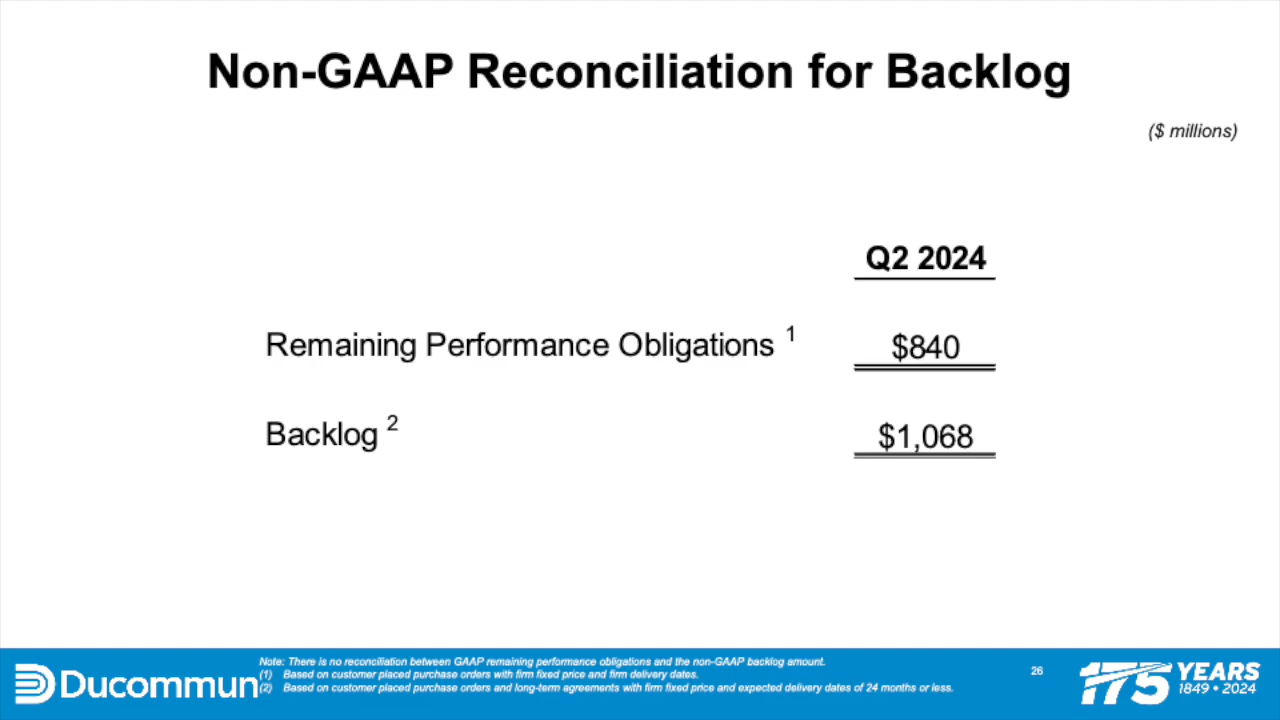 Non-GAAP Reconciliation for Backlog
($ millions)
Q2 2024
Remaining Performance Obligations 1 $840
Backlog 2 $1,068
Note: There is no reconciliation between GAAP remaining performance obligations and the non-GAAP backlog amount.
(1) Based on customer placed purchase orders with firm fixed price and firm delivery dates.
(2) Based on customer placed purchase orders and long-term agreements with firm fixed price and expected delivery dates of 24 months or less.
Ducommun
26
175 YEARS
1849 • 2024